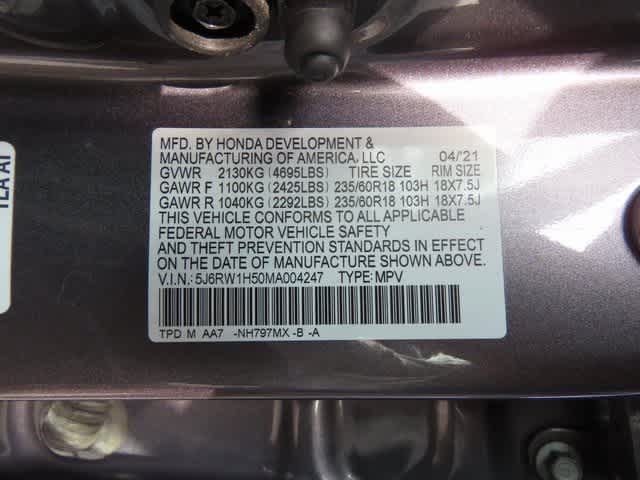 MFD. BY HONDA DEVELOPMENT &
MANUFACTURING OF AMERICA, LLC 04/'21
GVWR 2130KG (4695LBS) TIRE SIZE RIM SIZE
GAWR F 1100KG (2425LBS) 235/60R18 103H 18X7.5J
GAWR R 1040KG (2292LBS) 235/60R18 103H 18X7.5J
THIS VEHICLE CONFORMS TO ALL APPLICABLE
FEDERAL MOTOR VEHICLE SAFETY
AND THEFT PREVENTION STANDARDS IN EFFECT
ON THE DATE OF MANUFACTURE SHOWN ABOVE.
V.I.N.: 5J6RW1H50MA004247 TYPE: MPV
TPD M AA7 -NH797MX -B -A